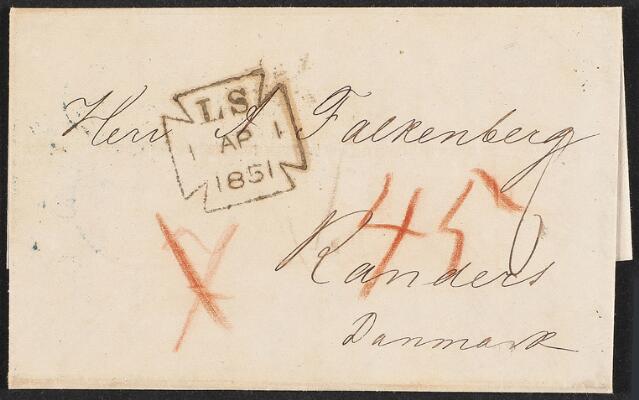 LS
1 AP 1
1851
Herr A Falkenberg
45
Randers
Danmark